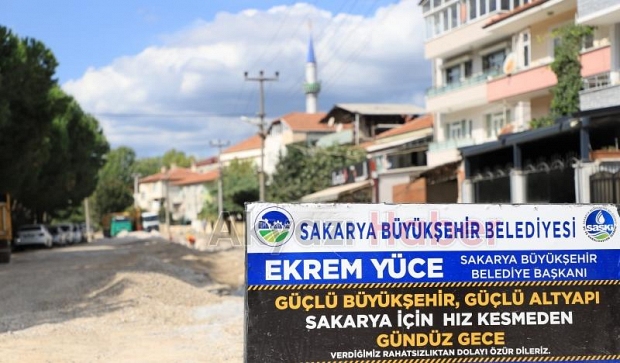 SAKARYA BÜYÜKŞEHİR BELEDİYESİ
SASKİ
EKREM YÜCE
SAKARYA BÜYÜKŞEHİR
BELEDİYE BAŞKANI
GÜÇLÜ BÜYÜKŞEHİR, GÜÇLÜ ALTYAPI
SAKARYA İÇİN HIZ KESMEDEN
GÜNDÜZ GECE
VERDİĞİMİZ RAHATSIZLIKTAN DOLAYI ÖZÜR DİLERİZ.